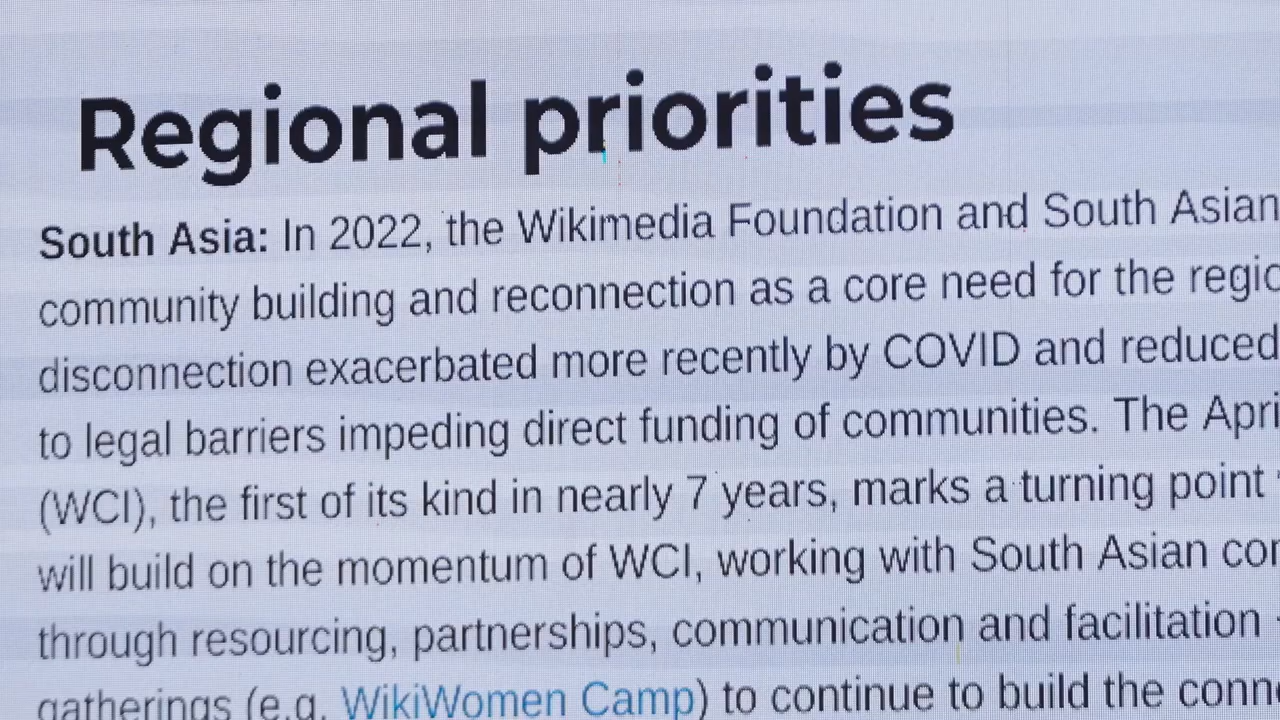 Regional priorities
South Asia: In 2022, the Wikimedia Foundation and South Asian
community building and reconnection as a core need for the
disconnection exacerbated more recently by COVID and reduced
to legal barriers impeding direct funding of communities. The
(WCI), the first of its kind in nearly 7 years, marks a turning point
will build on the momentum of WCI, working with South Asian
through resourcing, partnerships, communication and facilitation
gatherings (e.g. WikiWomen Camp) to continue to build the